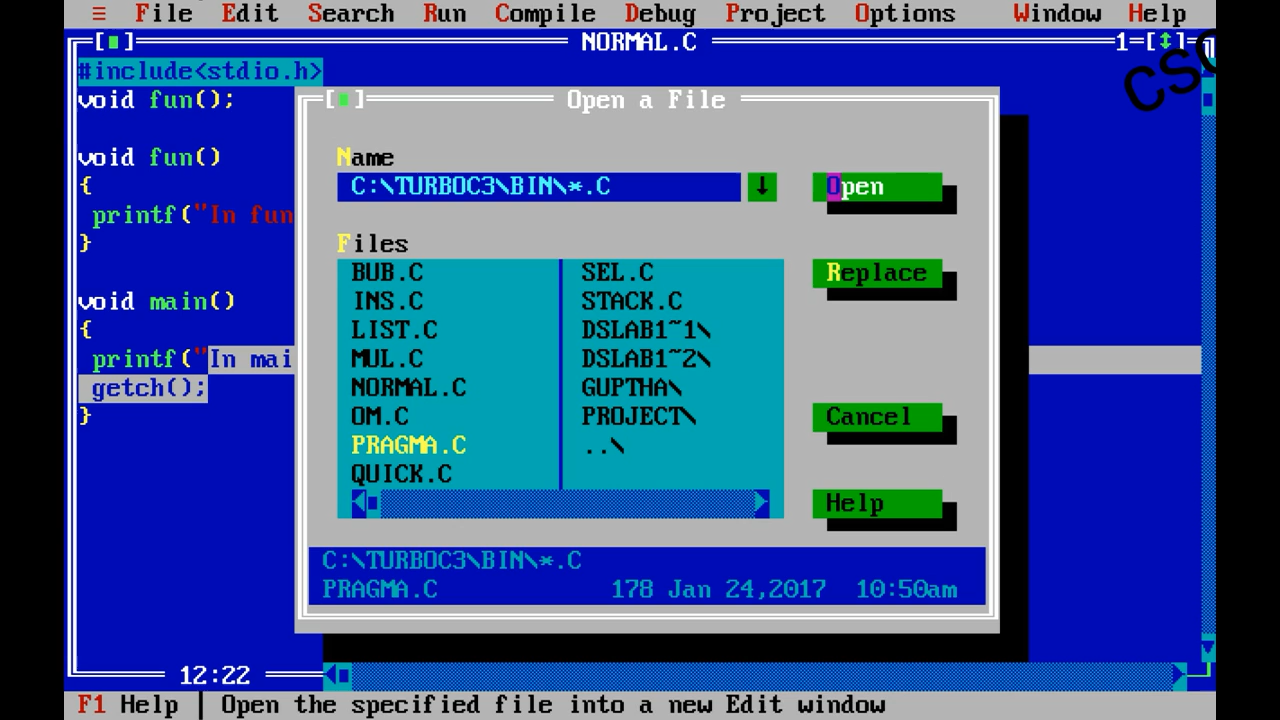 ≡ File Edit Search Run Compile Debug Project Options Window Help
NORMAL.C 1
#include<stdio.h>
void fun();
void fun()
{
printf("In fun
}
void main()
{
printf("In mai
getch();
}
12:22
Open a File
Name
C:\TURBOC3\BIN\*.C
Open
Files
BUB.C SEL.C
Replace
INS.C STACK.C
LIST.C DSLAB1~1\
MUL.C DSLAB1~2\
NORMAL.C GUPTHA\
OM.C PROJECT\
Cancel
PRAGMA.C ..\
QUICK.C
Help
C:\TURBOC3\BIN\*.C
PRAGMA.C 178 Jan 24,2017 10:50am
F1 Help | Open the specified file into a new Edit window